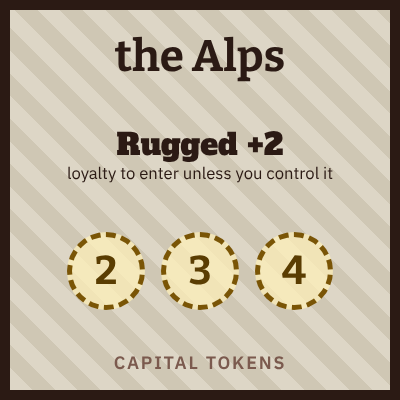 the Alps
Rugged +2
loyalty to enter unless you control it
2 3 4
CAPITAL TOKENS